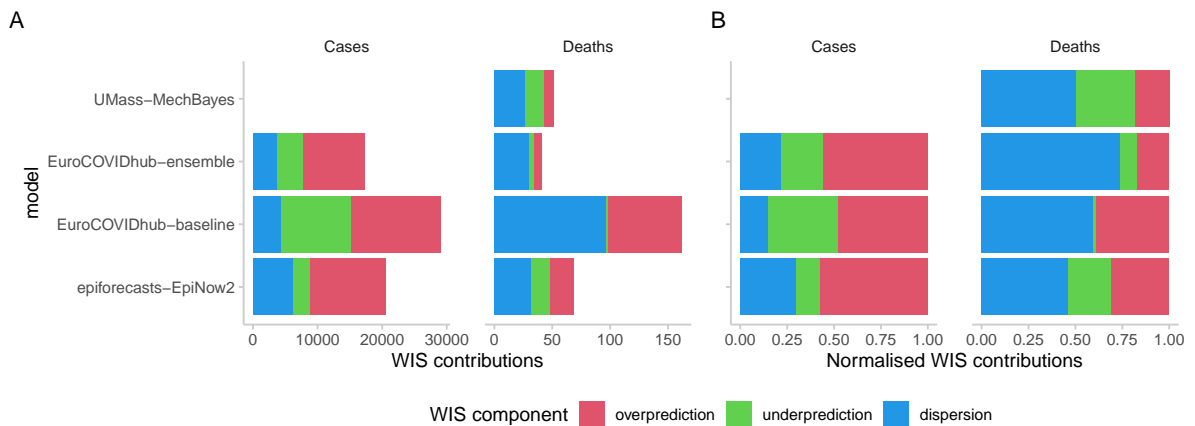 A
B
Cases
Deaths
Cases
Deaths
model
UMass−MechBayes
EuroCOVIDhub−ensemble
EuroCOVIDhub−baseline
epiforecasts−EpiNow2
0 10000 20000 30000
0 50 100 150
0.00 0.25 0.50 0.75 1.00
0.00 0.25 0.50 0.75 1.00
WIS contributions
Normalised WIS contributions
WIS component overprediction underprediction dispersion